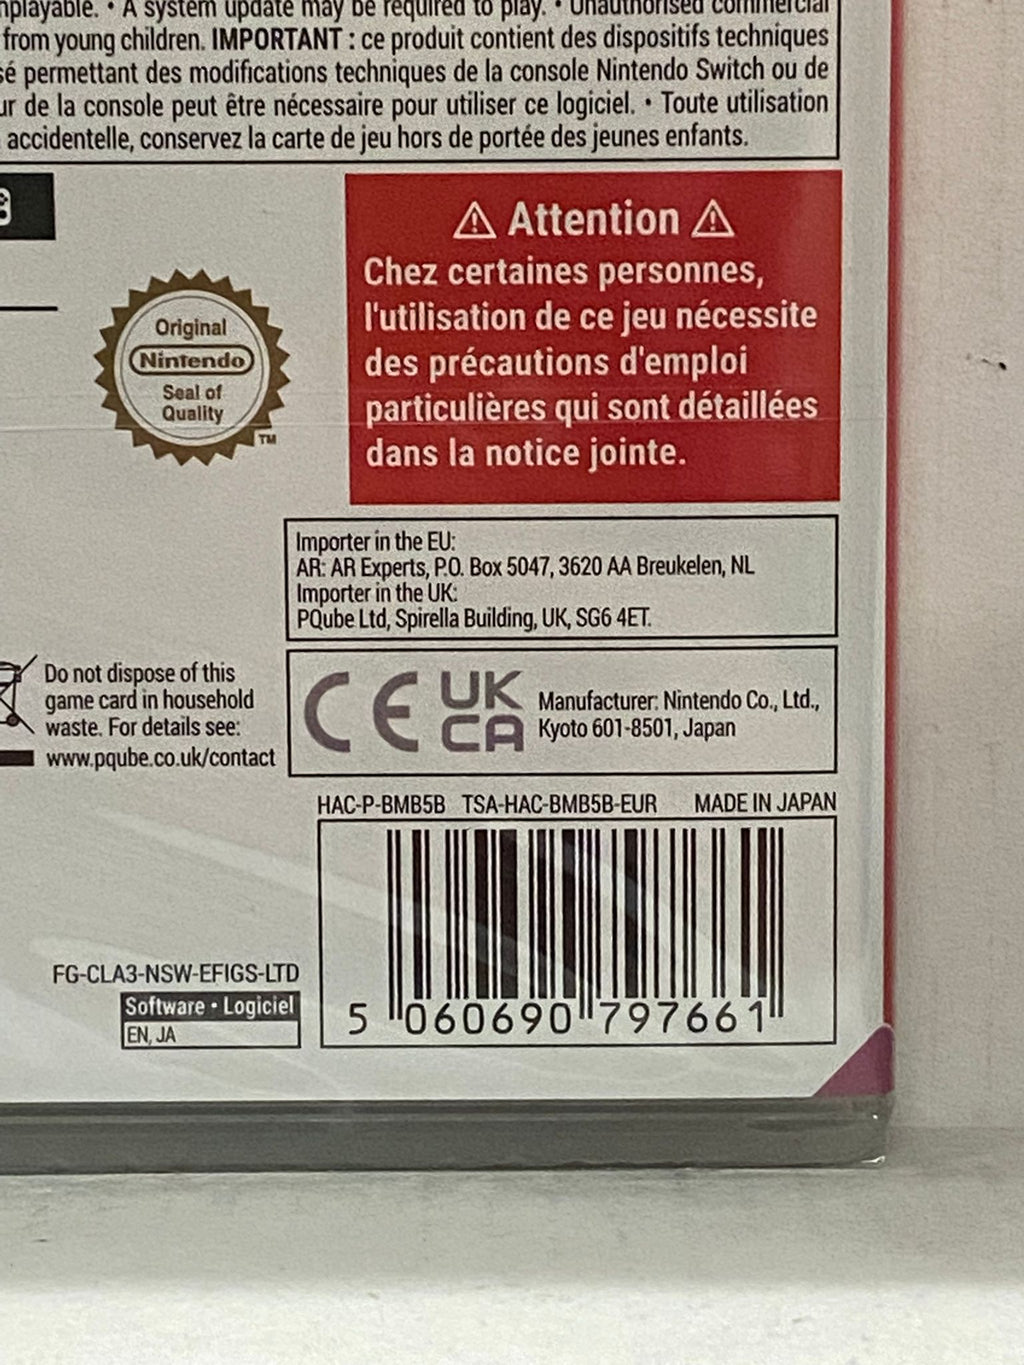 nplayable. • A system update may be required to play. • Unauthorised commercial
from young children. IMPORTANT : ce produit contient des dispositifs techniques
sé permettant des modifications techniques de la console Nintendo Switch ou de
ur de la console peut être nécessaire pour utiliser ce logiciel. • Toute utilisation
accidentelle, conservez la carte de jeu hors de portée des jeunes enfants.
⚠ Attention ⚠
Chez certaines personnes,
l'utilisation de ce jeu nécessite
des précautions d'emploi
particulières qui sont détaillées
dans la notice jointe.
Original
Nintendo
Seal of
Quality
TM
Importer in the EU:
AR: AR Experts, P.O. Box 5047, 3620 AA Breukelen, NL
Importer in the UK:
PQube Ltd, Spirella Building, UK, SG6 4ET.
Do not dispose of this
game card in household
waste. For details see:
www.pqube.co.uk/contact
CE UK
CA
Manufacturer: Nintendo Co., Ltd.,
Kyoto 601-8501, Japan
HAC-P-BMB5B TSA-HAC-BMB5B-EUR MADE IN JAPAN
FG-CLA3-NSW-EFIGS-LTD
Software • Logiciel
EN, JA
5 060690 797661